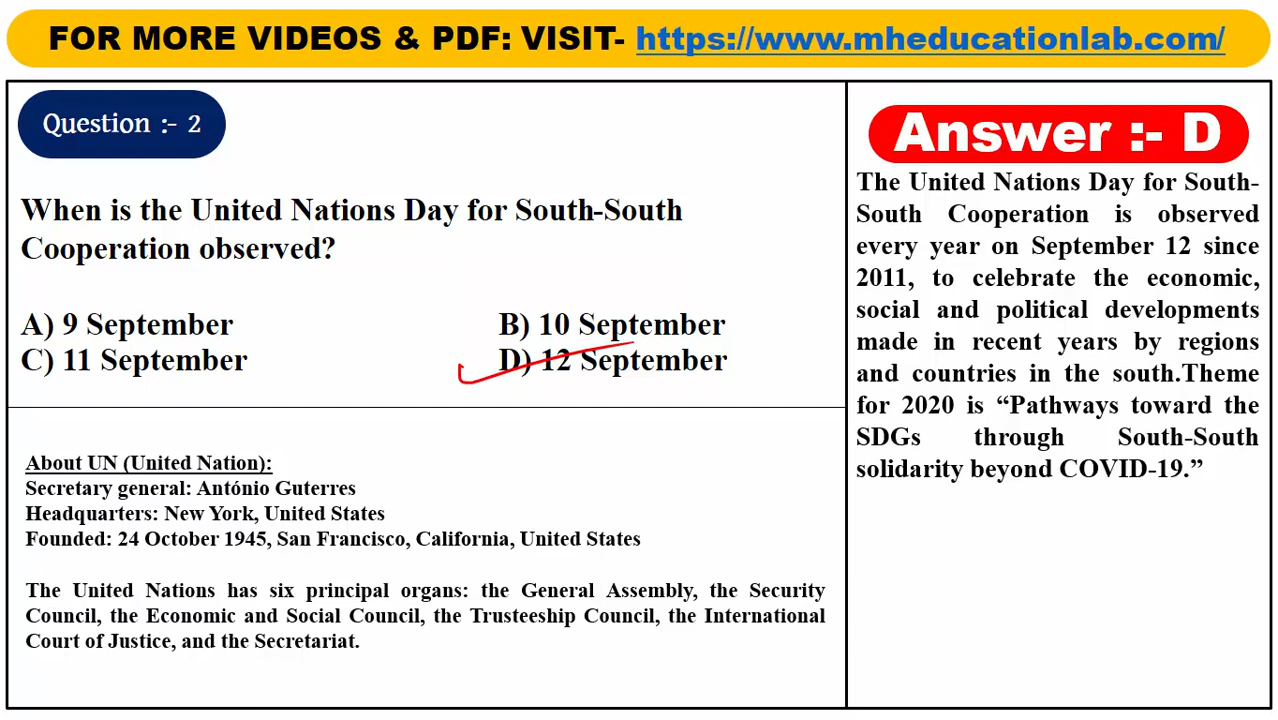 FOR MORE VIDEOS & PDF: VISIT- https://www.mheducationlab.com/
Question :- 2
When is the United Nations Day for South-South
Cooperation observed?
A) 9 September B) 10 September
C) 11 September D) 12 September
About UN (United Nation):
Secretary general: António Guterres
Headquarters: New York, United States
Founded: 24 October 1945, San Francisco, California, United States
The United Nations has six principal organs: the General Assembly, the Security
Council, the Economic and Social Council, the Trusteeship Council, the International
Court of Justice, and the Secretariat.
Answer :- D
The United Nations Day for South-
South Cooperation is observed
every year on September 12 since
2011, to celebrate the economic,
social and political developments
made in recent years by regions
and countries in the south.Theme
for 2020 is “Pathways toward the
SDGs through South-South
solidarity beyond COVID-19.”